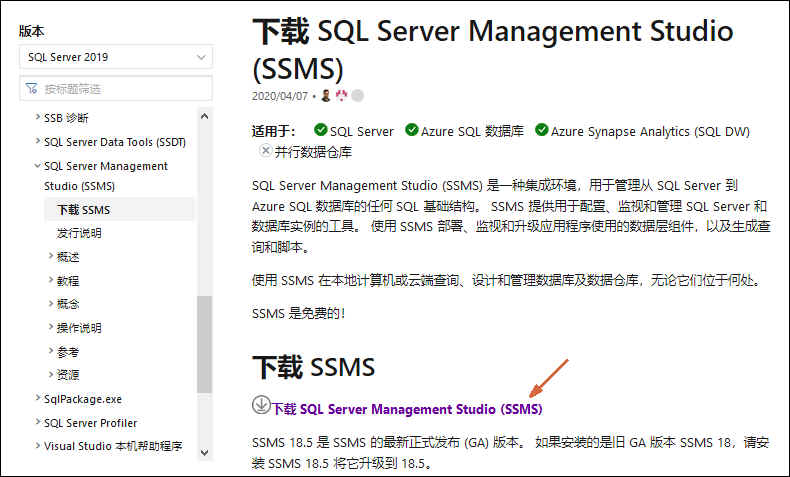 版本
SQL Server 2019
按标题筛选
SSB 诊断
SQL Server Data Tools (SSDT)
SQL Server Management
Studio (SSMS)
下载 SSMS
发行说明
概述
教程
概念
操作说明
参考
资源
SqlPackage.exe
SQL Server Profiler
Visual Studio 本机帮助程序
下载 SQL Server Management Studio
(SSMS)
2020/04/07 •
适用于： SQL Server Azure SQL 数据库 Azure Synapse Analytics (SQL DW)
并行数据仓库
SQL Server Management Studio (SSMS) 是一种集成环境，用于管理从 SQL Server 到
Azure SQL 数据库的任何 SQL 基础结构。 SSMS 提供用于配置、监视和管理 SQL Server 和
数据库实例的工具。 使用 SSMS 部署、监视和升级应用程序使用的数据层组件，以及生成查
询和脚本。
使用 SSMS 在本地计算机或云端查询、设计和管理数据库及数据仓库，无论它们位于何处。
SSMS 是免费的！
下载 SSMS
下载 SQL Server Management Studio (SSMS)
SSMS 18.5 是 SSMS 的最新正式发布 (GA) 版本。 如果安装的是旧 GA 版本 SSMS 18，请安
装 SSMS 18.5 将它升级到 18.5。